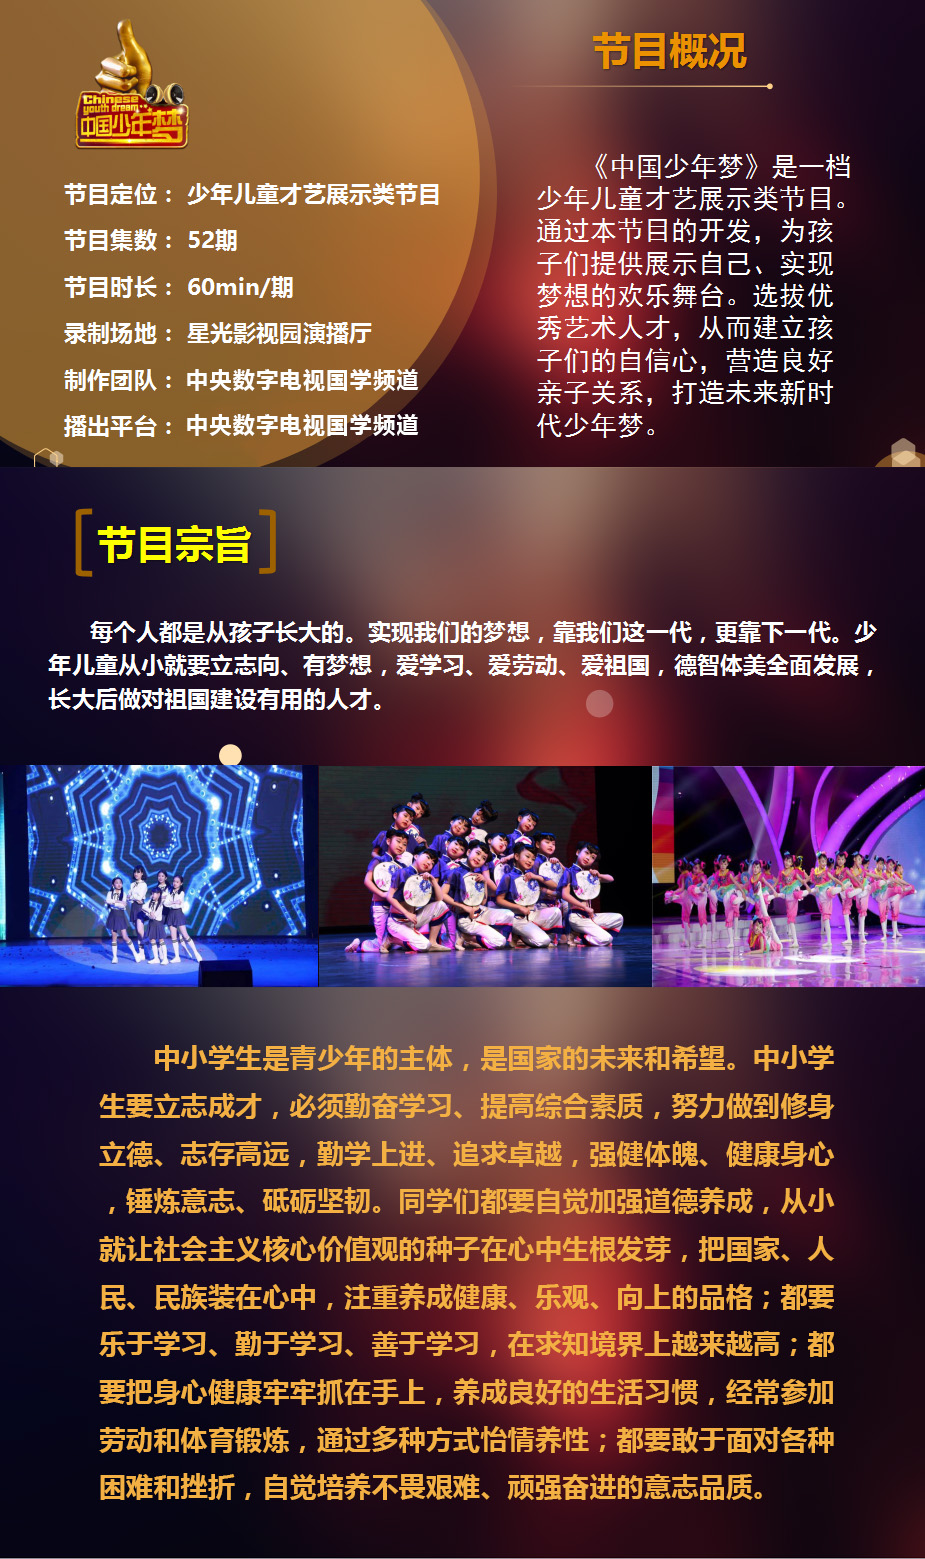 Chinese
youth dream
中国少年梦
节目定位： 少年儿童才艺展示类节目
节目集数： 52期
节目时长： 60min/期
录制场地： 星光影视园演播厅
制作团队： 中央数字电视国学频道
播出平台： 中央数字电视国学频道
节目概况
《中国少年梦》是一档
少年儿童才艺展示类节目。
通过本节目的开发，为孩
子们提供展示自己、实现
梦想的欢乐舞台。选拔优
秀艺术人才，从而建立孩
子们的自信心，营造良好
亲子关系，打造未来新时
代少年梦。
节目宗旨
每个人都是从孩子长大的。实现我们的梦想，靠我们这一代，更靠下一代。少
年儿童从小就要立志向、有梦想，爱学习、爱劳动、爱祖国，德智体美全面发展，
长大后做对祖国建设有用的人才。
中小学生是青少年的主体，是国家的未来和希望。中小学
生要立志成才，必须勤奋学习、提高综合素质，努力做到修身
立德、志存高远，勤学上进、追求卓越，强健体魄、健康身心
，锤炼意志、砥砺坚韧。同学们都要自觉加强道德养成，从小
就让社会主义核心价值观的种子在心中生根发芽，把国家、人
民、民族装在心中，注重养成健康、乐观、向上的品格；都要
乐于学习、勤于学习、善于学习，在求知境界上越来越高；都
要把身心健康牢牢抓在手上，养成良好的生活习惯，经常参加
劳动和体育锻炼，通过多种方式怡情养性；都要敢于面对各种
困难和挫折，自觉培养不畏艰难、顽强奋进的意志品质。